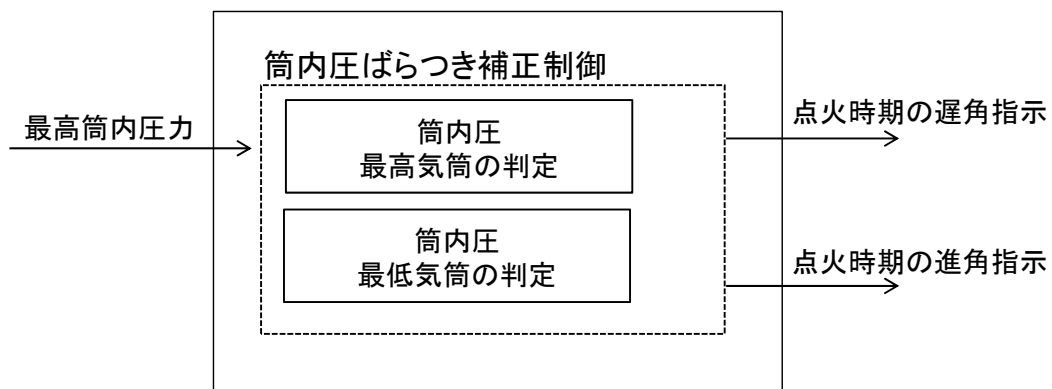 筒内圧ばらつき補正制御
最高筒内圧力
筒内圧
最高気筒の判定
点火時期の遅角指示
筒内圧
最低気筒の判定
点火時期の進角指示